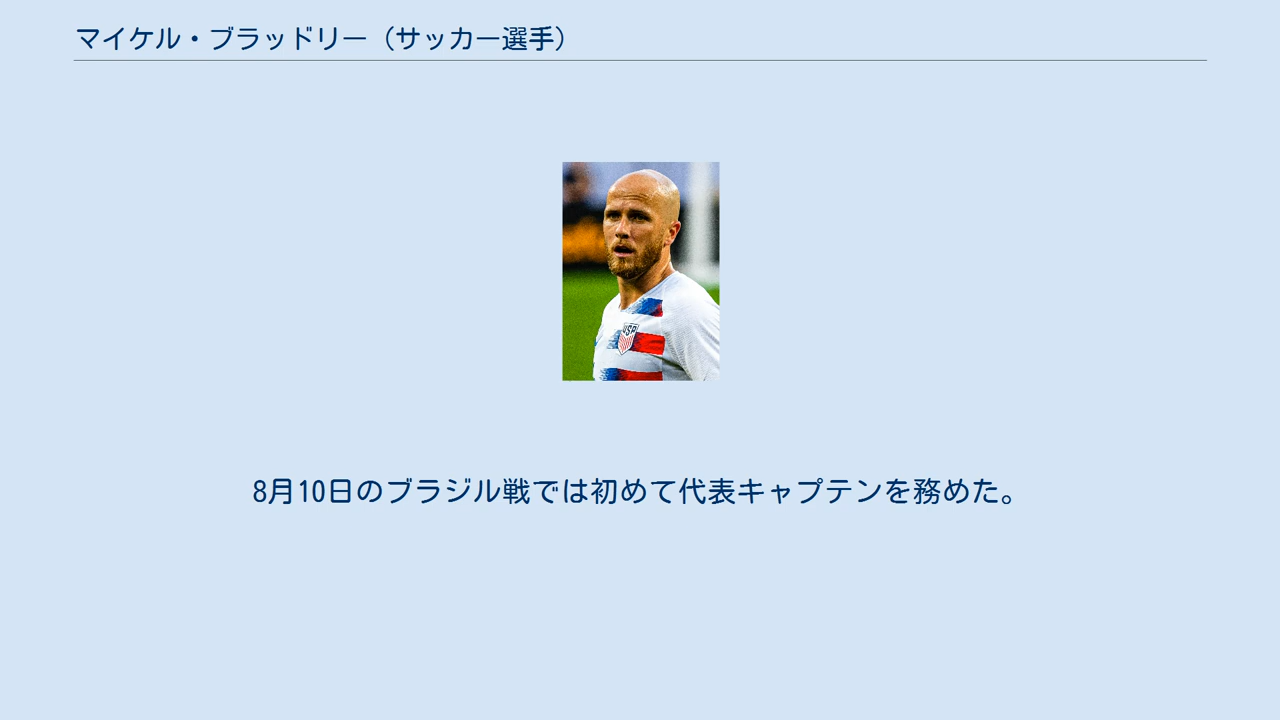 マイケル・ブラッドリー（サッカー選手）
USA
8月10日のブラジル戦では初めて代表キャプテンを務めた。